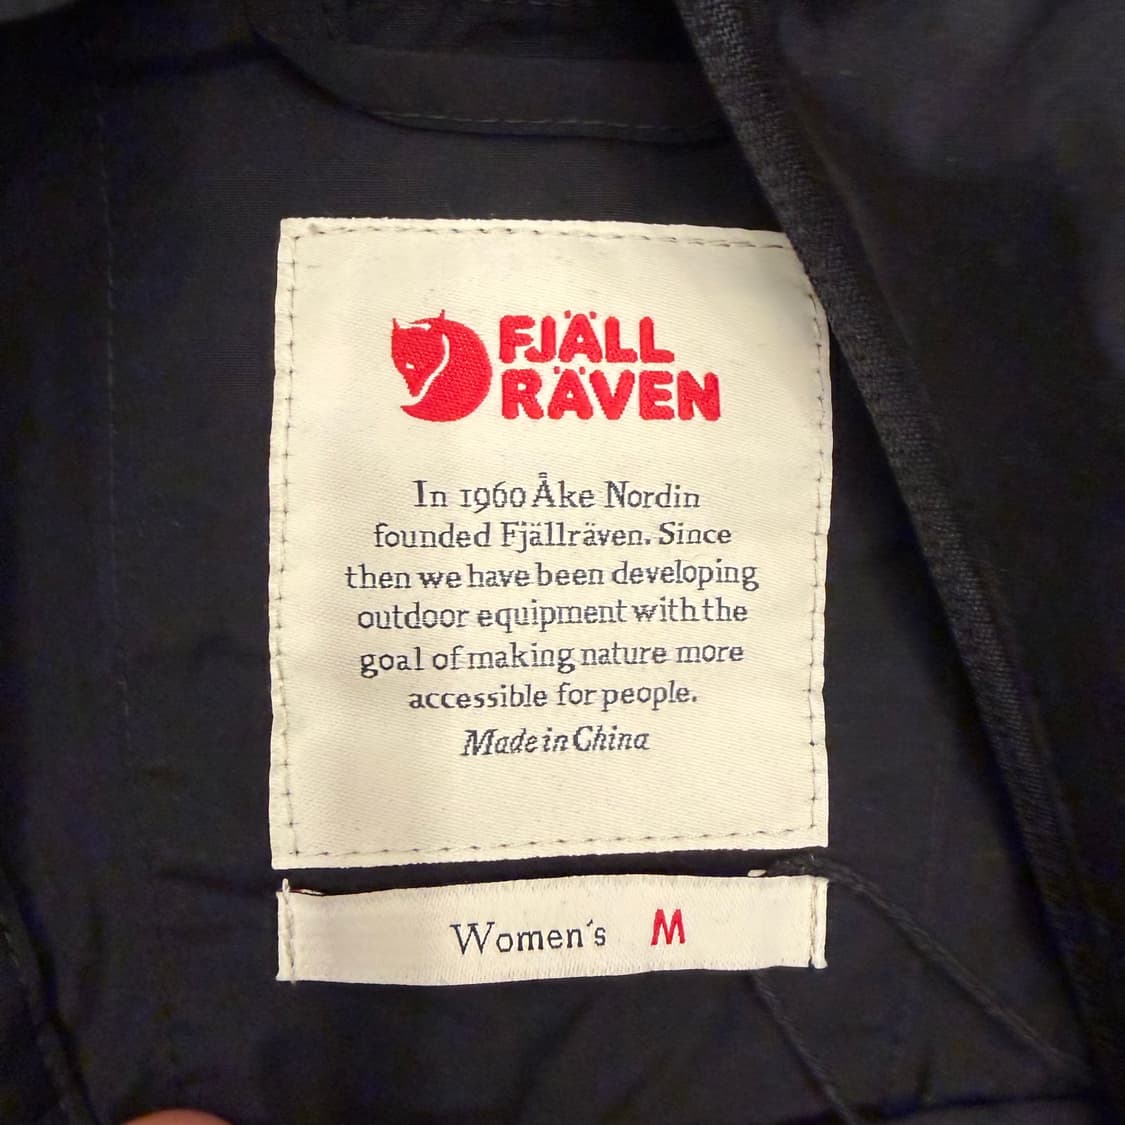 FJÄLL
RÄVEN
In 1960 Åke Nordin
founded Fjällräven. Since
then we have been developing
outdoor equipment with the
goal of making nature more
accessible for people.
Made in China
Women's M